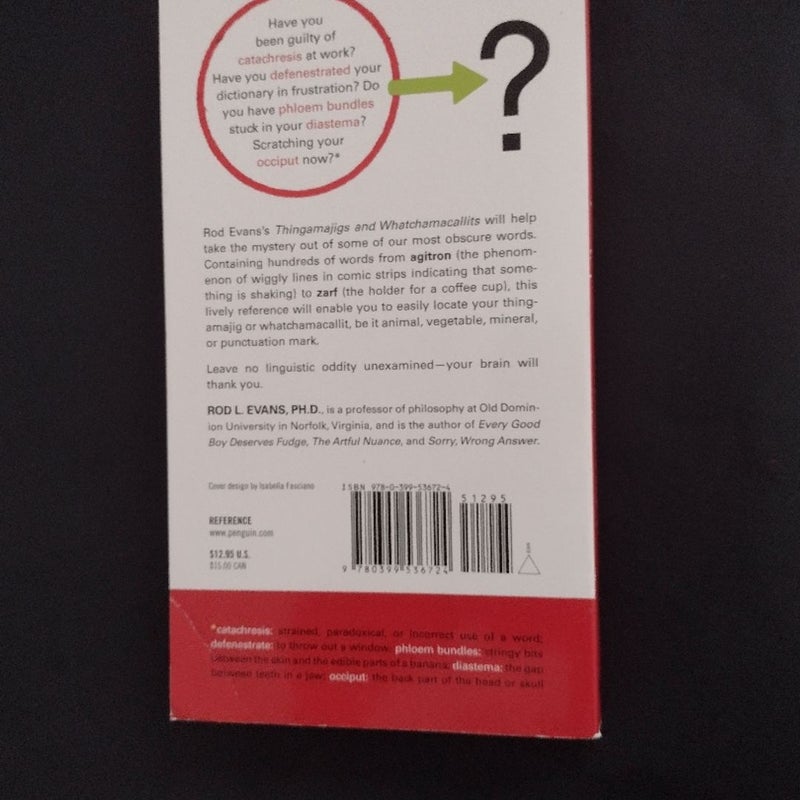 Have you
been guilty of
catachresis at work?
Have you defenestrated your
dictionary in frustration? Do
you have phloem bundles
stuck in your diastema?
Scratching your
occiput now?*
?
Rod Evans's Thingamajigs and Whatchamacallits will help
take the mystery out of some of our most obscure words.
Containing hundreds of words from agitron (the phenom-
enon of wiggly lines in comic strips indicating that some-
thing is shaking) to zarf (the holder for a coffee cup), this
lively reference will enable you to easily locate your thing-
amajig or whatchamacallit, be it animal, vegetable, mineral,
or punctuation mark.
Leave no linguistic oddity unexamined—your brain will
thank you.
ROD L. EVANS, PH.D., is a professor of philosophy at Old Domin-
ion University in Norfolk, Virginia, and is the author of Every Good
Boy Deserves Fudge, The Artful Nuance, and Sorry, Wrong Answer.
Cover design by Isabella Fasciano
ISBN 978-0-399-53672-4
51295
REFERENCE
www.penguin.com
$12.95 U.S.
$15.00 CAN
9 780399 536724
*catachresis: strained, paradoxical, or incorrect use of a word;
defenestrate: to throw out a window; phloem bundles: stringy bits
between the skin and the edible parts of a banana; diastema: the gap
between teeth in a jaw; occiput: the back part of the head or skull